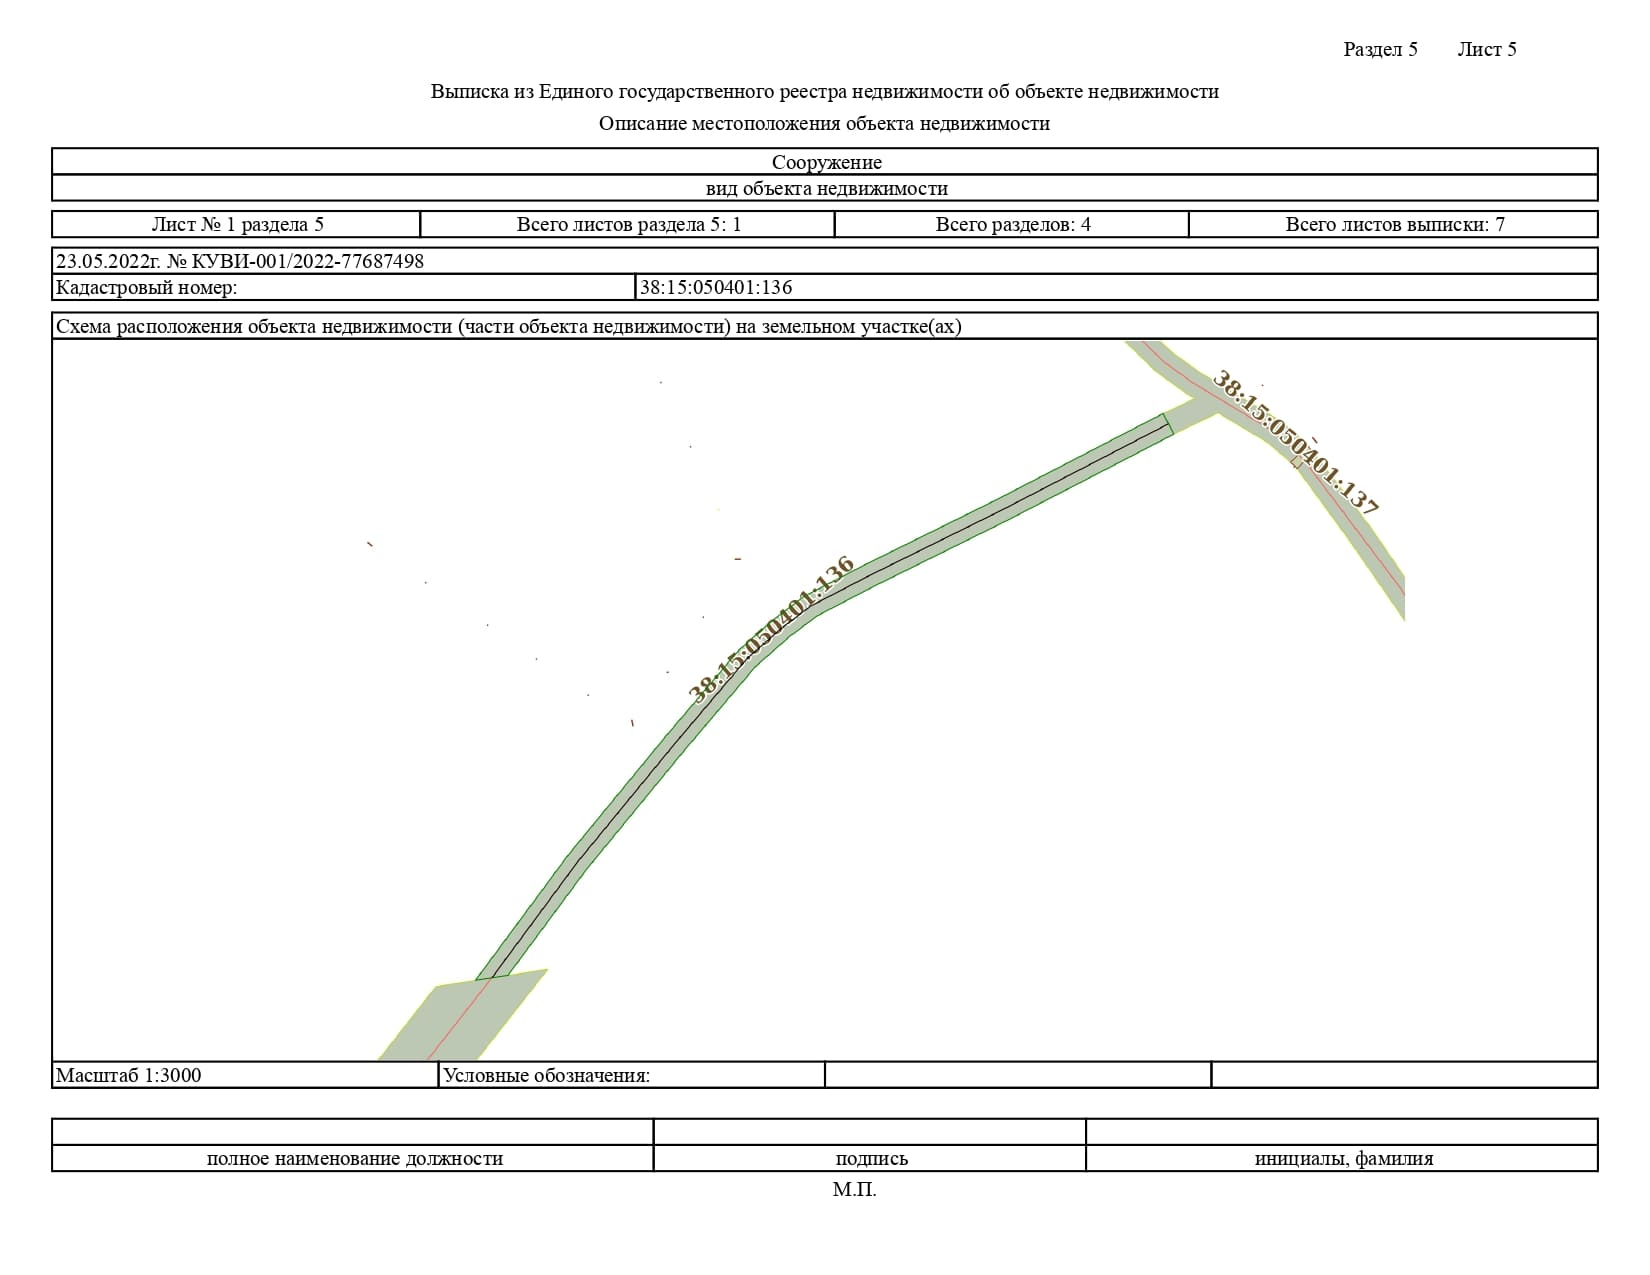 Раздел 5 Лист 5
Выписка из Единого государственного реестра недвижимости об объекте недвижимости
Описание местоположения объекта недвижимости
Сооружение
вид объекта недвижимости
Лист № 1 раздела 5 Всего листов раздела 5: 1 Всего разделов: 4 Всего листов выписки: 7
23.05.2022г. № КУВИ-001/2022-77687498
Кадастровый номер: 38:15:050401:136
Схема расположения объекта недвижимости (части объекта недвижимости) на земельном участке(ах)
38:15:050401:137
38:15:050401:136
Масштаб 1:3000 Условные обозначения:
полное наименование должности подпись инициалы, фамилия
М.П.